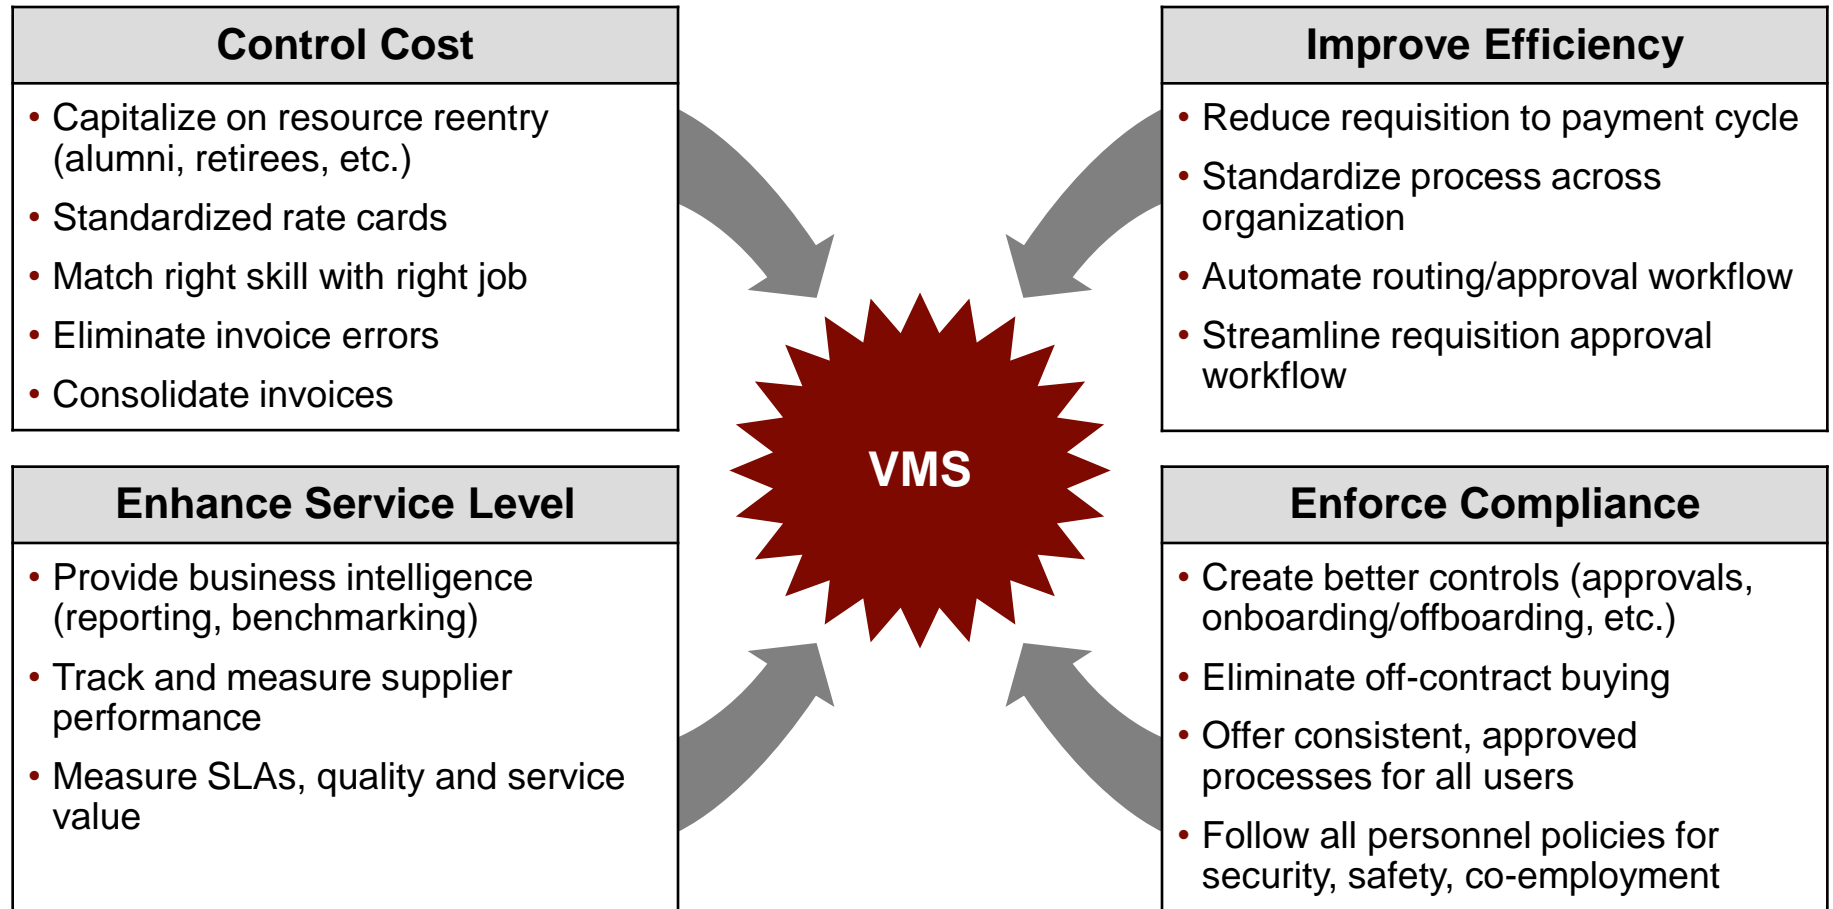 Control Cost
• Capitalize on resource reentry
(alumni, retirees, etc.)
• Standardized rate cards
• Match right skill with right job
• Eliminate invoice errors
• Consolidate invoices
Improve Efficiency
• Reduce requisition to payment cycle
• Standardize process across
organization
• Automate routing/approval workflow
• Streamline requisition approval
workflow
VMS
Enhance Service Level
• Provide business intelligence
(reporting, benchmarking)
• Track and measure supplier
performance
• Measure SLAs, quality and service
value
Enforce Compliance
• Create better controls (approvals,
onboarding/offboarding, etc.)
• Eliminate off-contract buying
• Offer consistent, approved
processes for all users
• Follow all personnel policies for
security, safety, co-employment